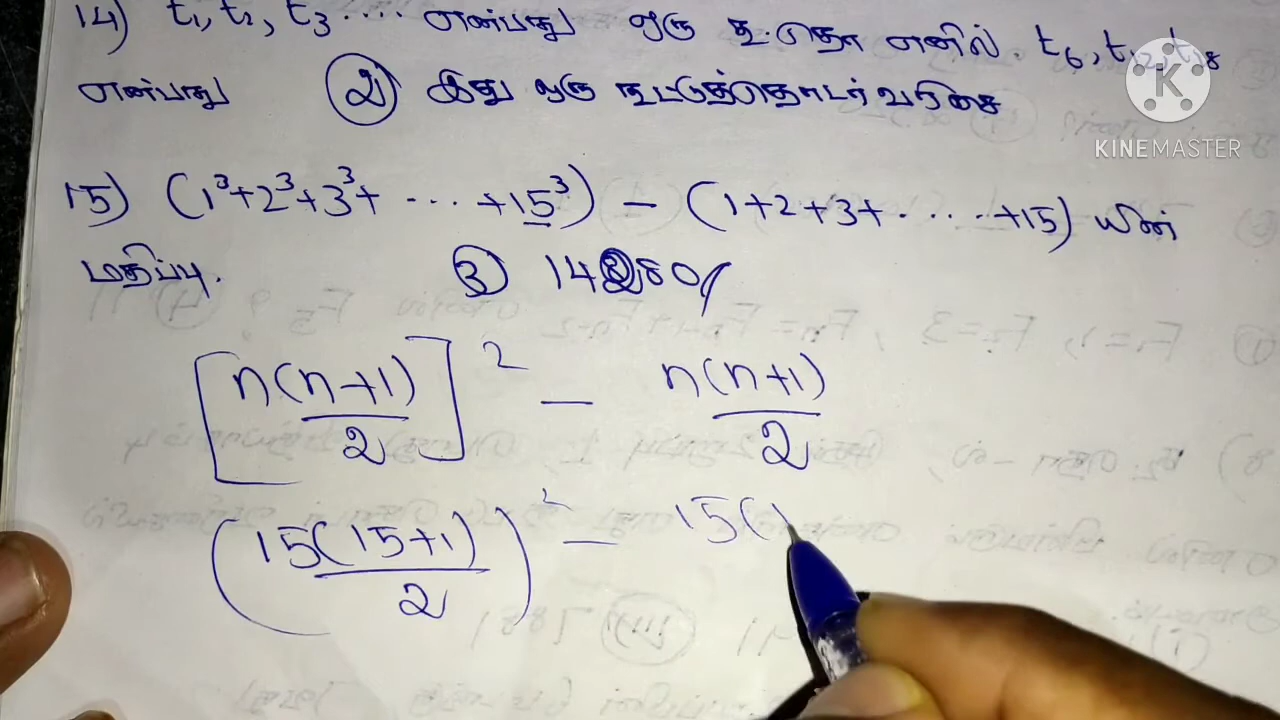 14) t₁, t₂, t₃ .... என்பது ஒரு கூ.தொ எனில். t₆, t₁₂, t₁₈
என்பது (2) இது ஒரு கூட்டுத்தொடர் வரிசை
15) (1³+2³+3³+ ... +15³) – (1+2+3+.....+15) யின்
மதிப்பு. (3) 14280/
[n(n+1)/2]² – n(n+1)/2
(15(15+1)/2)² – 15(1
K
KINEMASTER